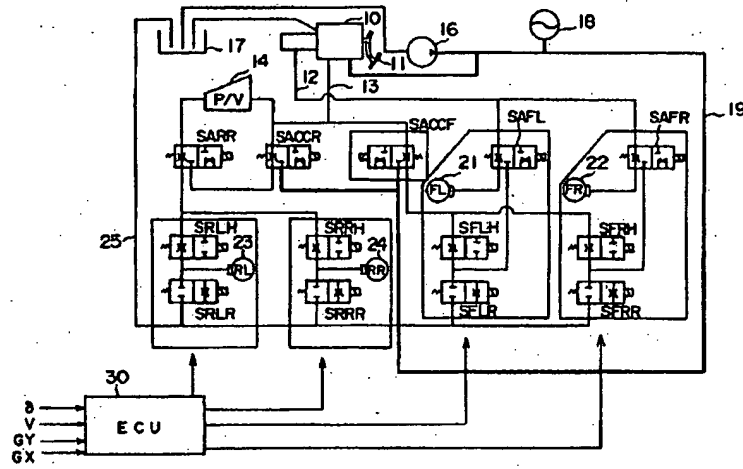 10
16
18
17
11
14
12
13
19
P/V
SARR
SACCR
SACCF
SAFL
SAFR
21
22
FL
FR
25
SRLH
23
SRRH
24
SFLH
SFRH
RL
RR
SRLR
SRRR
SFLR
SFRR
30
δ
V
GY
GX
ECU